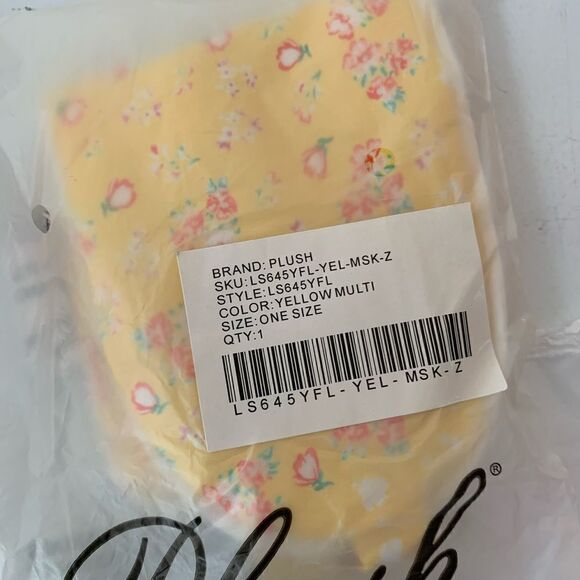 BRAND: PLUSH
SKU: LS645YFL-YEL-MSK-Z
STYLE: LS645YFL
COLOR: YELLOW MULTI
SIZE: ONE SIZE
QTY: 1
LS645YFL-YEL-MSK-Z
Plush®